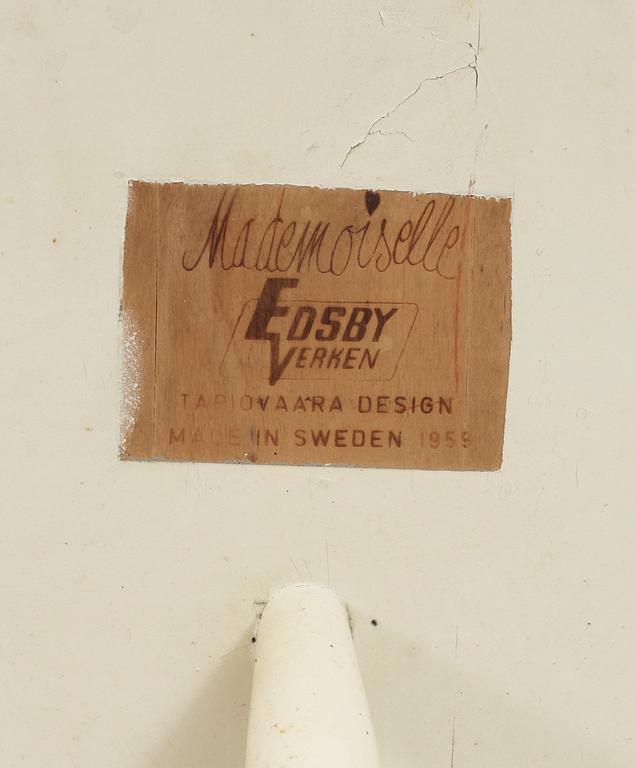 Mademoiselle
EDSBY
VERKEN
TAPIOVAARA DESIGN
MADE IN SWEDEN 1959